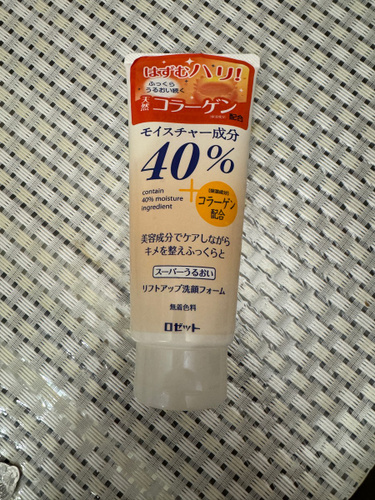 はずむハリ!
ふっくら
うるおい続く
天然 コラーゲン 配合
モイスチャー成分
40%
contain
40% moisture
ingredient
+
コラーゲン
配合
美容成分でケアしながら
キメを整えふっくらと
スーパーうるおい
リフトアップ洗顔フォーム
無着色料
ロゼット